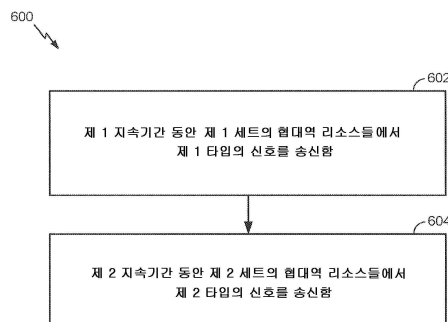 600
602
제 1 지속기간 동안 제 1 세트의 협대역 리소스들에서
제 1 타입의 신호를 송신함
604
제 2 지속기간 동안 제 2 세트의 협대역 리소스들에서
제 2 타입의 신호를 송신함